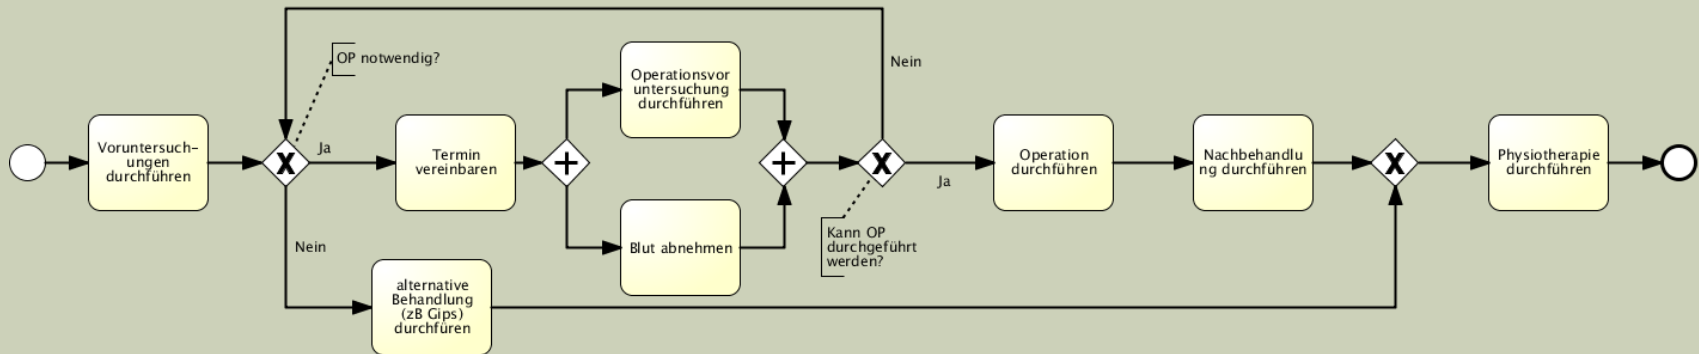 OP notwendig?
Nein
Operationsvor
untersuchung
durchführen
Voruntersuch-
ungen
durchführen
Ja
Termin
vereinbaren
Operation
durchführen
Nachbehandlu
ng durchführen
Physiotherapie
durchführen
Ja
Nein
Blut abnehmen
Kann OP
durchgeführt
werden?
alternative
Behandlung
(zB Gips)
durchfüren